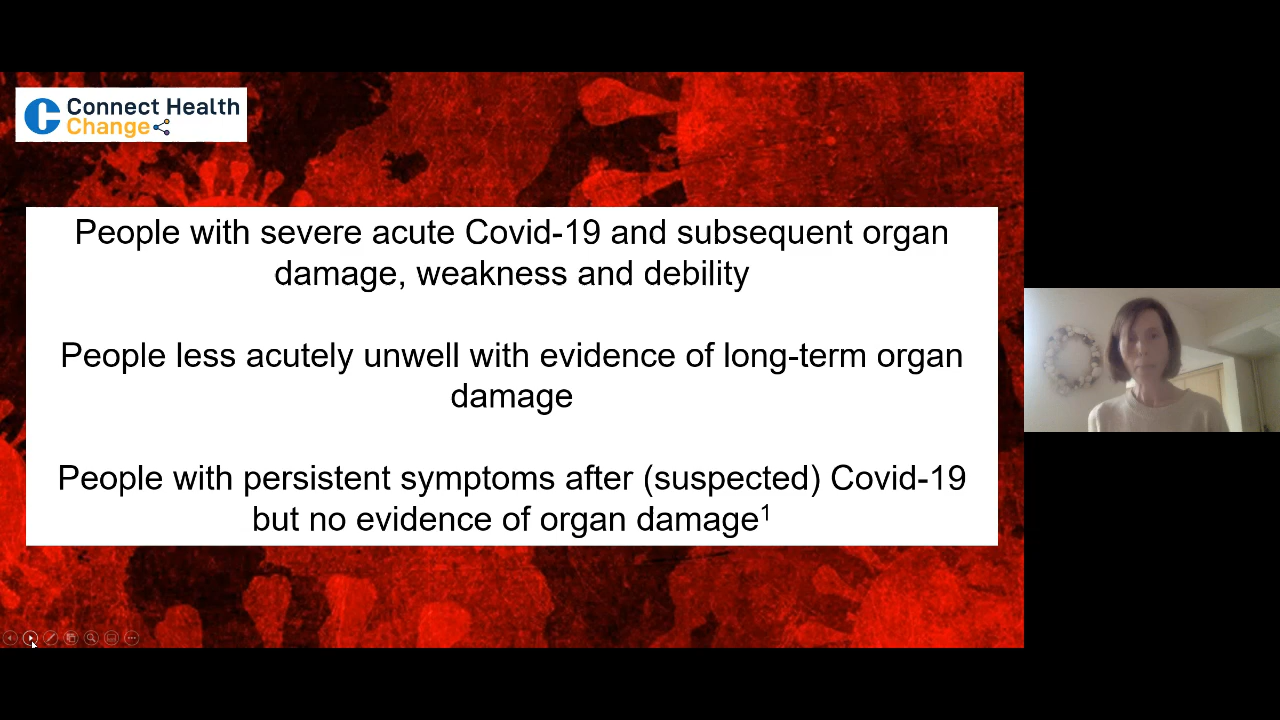 Connect Health
Change
People with severe acute Covid-19 and subsequent organ
damage, weakness and debility
People less acutely unwell with evidence of long-term organ
damage
People with persistent symptoms after (suspected) Covid-19
but no evidence of organ damage¹